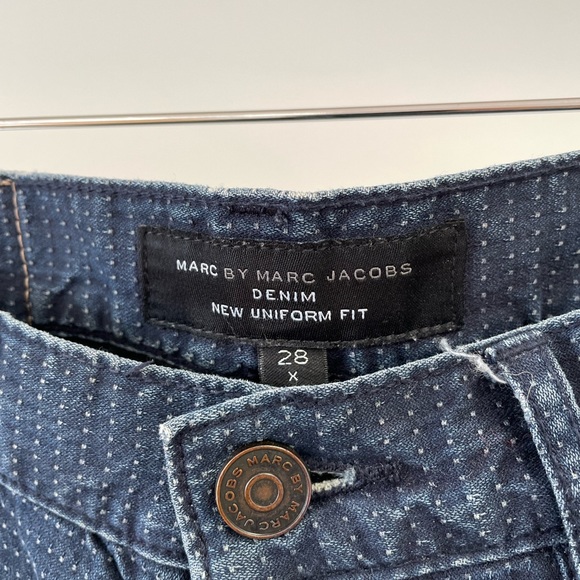 MARC BY MARC JACOBS
DENIM
NEW UNIFORM FIT
28
X
MARC BY MARC JACOBS